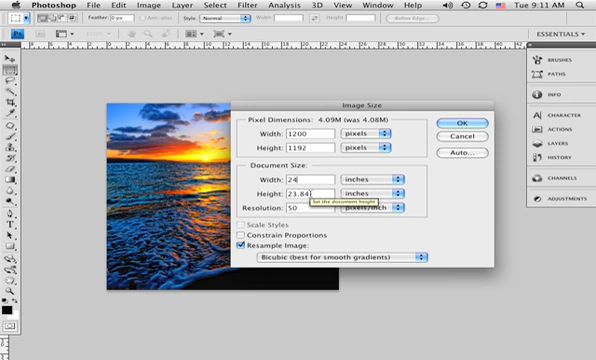 Photoshop File Edit Image Layer Select Filter Analysis 3D View Window Help Tue 9:11 AM
Feather: 0 px Anti-alias Style: Normal Width: Height: Refine Edge...
Ps 50% ESSENTIALS
BRUSHES
PATHS
INFO
CHARACTER
ACTIONS
LAYERS
HISTORY
CHANNELS
ADJUSTMENTS
Image Size
Pixel Dimensions: 4.09M (was 4.08M)
Width: 1200 pixels
Height: 1192 pixels
OK
Cancel
Auto...
Document Size:
Width: 24 inches
Height: 23.84 inches
Set the document height
Resolution: 50 pixels/inch
Scale Styles
Constrain Proportions
Resample Image:
Bicubic (best for smooth gradients)